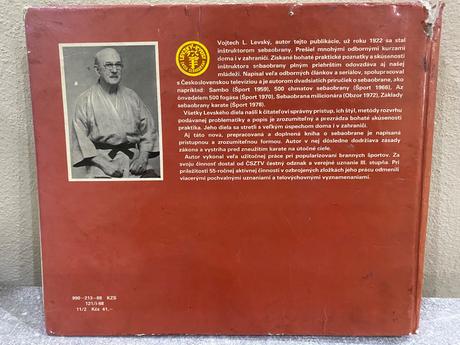 Vojtech L. Levský, autor tejto publikácie, už roku 1922 sa stal
inštruktorom sebaobrany. Prešiel mnohými odbornými kurzami
doma i v zahraničí. Získané bohaté praktické poznatky a skúsenosti
inštruktora sebaobrany plným priehrštím odovzdáva aj našej
mládeži. Napísal veľa odborných článkov a seriálov, spolupracoval
s Československou televíziou a je autorom dvadsiatich príručiek o sebaobrane, ako
napríklad: Sambo (Šport 1959), 500 chmatov sebaobrany (Šport 1966), Az
önvédelem 500 fogása (Šport 1970), Sebaobrana milicionára (Obzor 1972), Základy
sebaobrany karate (Šport 1978).
Všetky Levského diela našli k čitateľovi správny prístup, ich štýl, metódy rozvrhu
podávanej problematiky a popis je zrozumiteľný a prezrádza bohaté skúsenosti
praktika. Jeho diela sa stretli s veľkým úspechom doma i v zahraničí.
Aj táto nová, prepracovaná a doplnená kniha o sebaobrane je napísaná
prístupnou a zrozumiteľnou formou. Autor v nej dôsledne dodržiava zásady
zákona a vystríha pred zneužitím karate na útočné ciele.
Autor vykonal veľa užitočnej práce pri popularizovaní branných športov. Za
svoju činnosť dostal od ČSZTV čestný odznak a verejné uznanie III. stupňa. Pri
príležitosti 55-ročnej aktívnej činnosti v ozbrojených zložkách jeho prácu odmenili
viacerými pochvalnými uznaniami a telovýchovnými vyznamenaniami.
990-213-88 KZS
121/I-88
11/2 Kčs 41,-